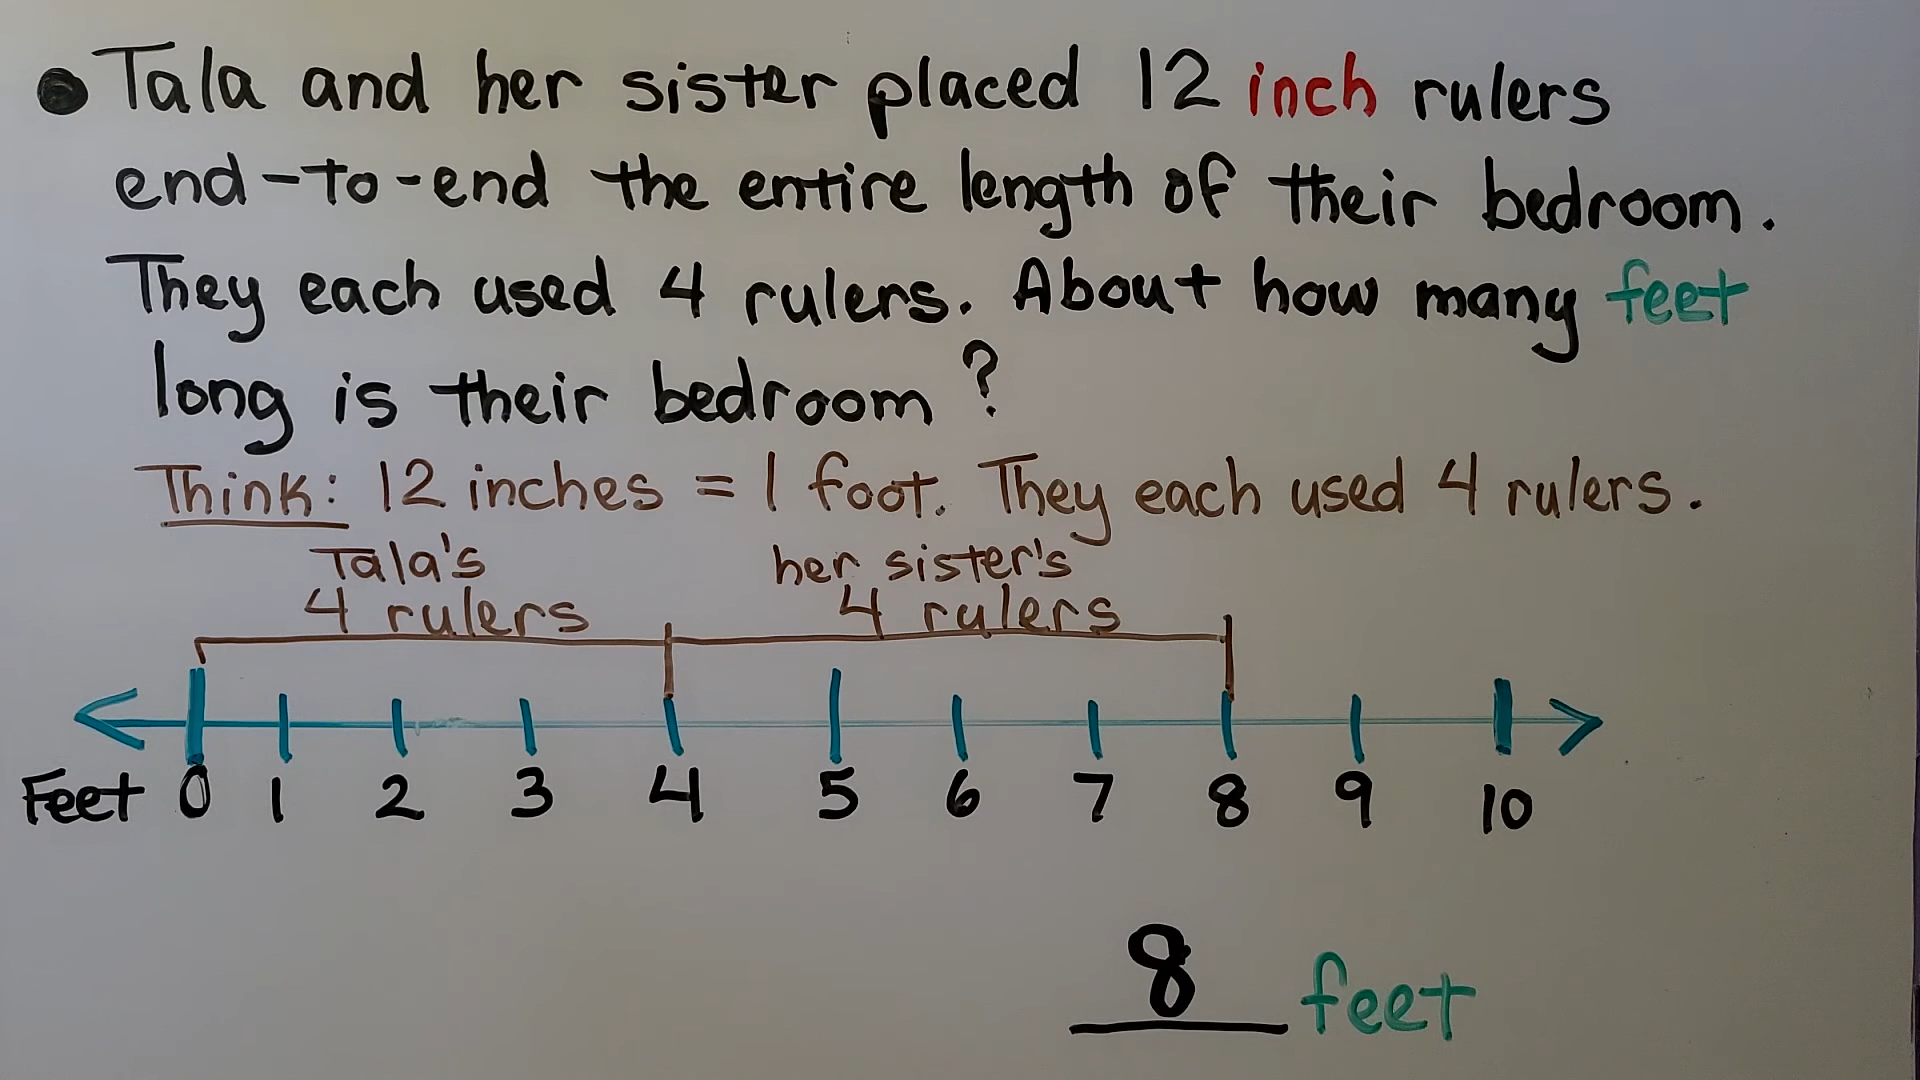 Tala and her sister placed 12 inch rulers
end-to-end the entire length of their bedroom.
They each used 4 rulers. About how many feet
long is their bedroom?
Think: 12 inches = 1 foot. They each used 4 rulers.
Tala's her sister's
4 rulers 4 rulers
Feet 0 1 2 3 4 5 6 7 8 9 10
8 feet